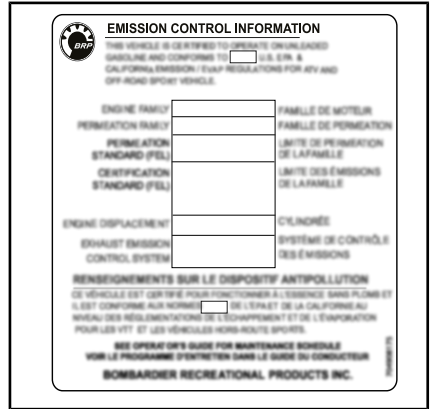 BRP
EMISSION CONTROL INFORMATION
THIS VEHICLE IS CERTIFIED TO OPERATE ON UNLEADED
GASOLINE AND CONFORMS TO U.S. EPA &
CALIFORNIA EMISSION / EVAP REGULATIONS FOR ATV AND
OFF-ROAD SPORT VEHICLE.
ENGINE FAMILY FAMILLE DE MOTEUR
PERMEATION FAMILY FAMILLE DE PERMEATION
PERMEATION LIMITE DE PERMEATION
STANDARD (FEL) DE LA FAMILLE
CERTIFICATION LIMITE DES ÉMISSIONS
STANDARD (FEL) DE LA FAMILLE
ENGINE DISPLACEMENT CYLINDRÉE
EXHAUST EMISSION SYSTÈME DE CONTRÔLE
CONTROL SYSTEM DES ÉMISSIONS
RENSEIGNEMENTS SUR LE DISPOSITIF ANTIPOLLUTION
CE VÉHICULE EST CERTIFIÉ POUR FONCTIONNER À L'ESSENCE SANS PLOMB ET
IL EST CONFORME AUX NORMES DE L'EPA ET DE LA CALIFORNIE AU
NIVEAU DES RÉGLEMENTATIONS DE L'ÉCHAPPEMENT ET DE L'ÉVAPORATION
POUR LES VTT ET LES VÉHICULES HORS-ROUTE SPORTS.
SEE OPERATOR'S GUIDE FOR MAINTENANCE SCHEDULE
VOIR LE PROGRAMME D'ENTRETIEN DANS LE GUIDE DU CONDUCTEUR
BOMBARDIER RECREATIONAL PRODUCTS INC.